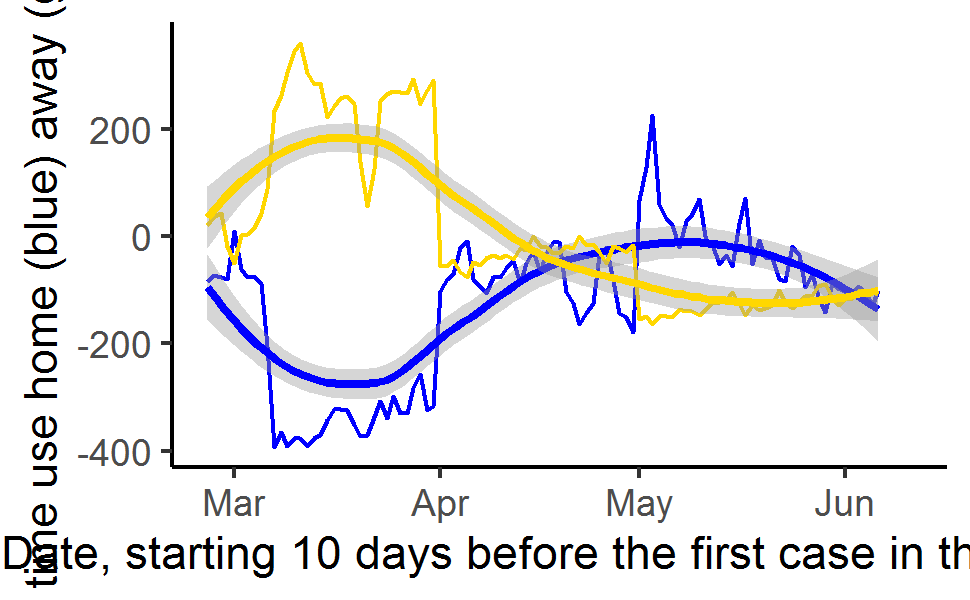 time use home (blue) away (
200
0
-200
-400
Mar Apr May Jun
Date, starting 10 days before the first case in th